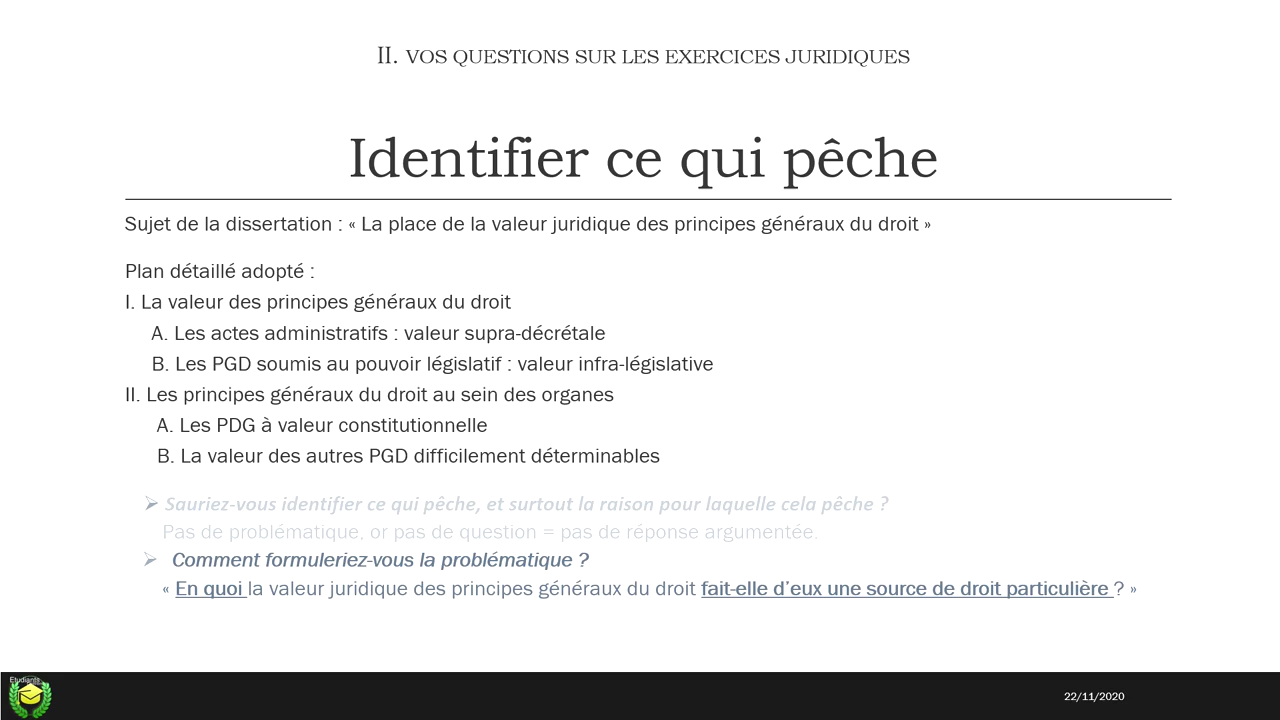 II. VOS QUESTIONS SUR LES EXERCICES JURIDIQUES
Identifier ce qui pêche
Sujet de la dissertation : « La place de la valeur juridique des principes généraux du droit »
Plan détaillé adopté :
I. La valeur des principes généraux du droit
A. Les actes administratifs : valeur supra-décrétale
B. Les PGD soumis au pouvoir législatif : valeur infra-législative
II. Les principes généraux du droit au sein des organes
A. Les PDG à valeur constitutionnelle
B. La valeur des autres PGD difficilement déterminables
➢ Sauriez-vous identifier ce qui pêche, et surtout la raison pour laquelle cela pêche ?
Pas de problématique, or pas de question = pas de réponse argumentée.
➢ Comment formuleriez-vous la problématique ?
« En quoi la valeur juridique des principes généraux du droit fait-elle d’eux une source de droit particulière ? »
Etudiants
22/11/2020